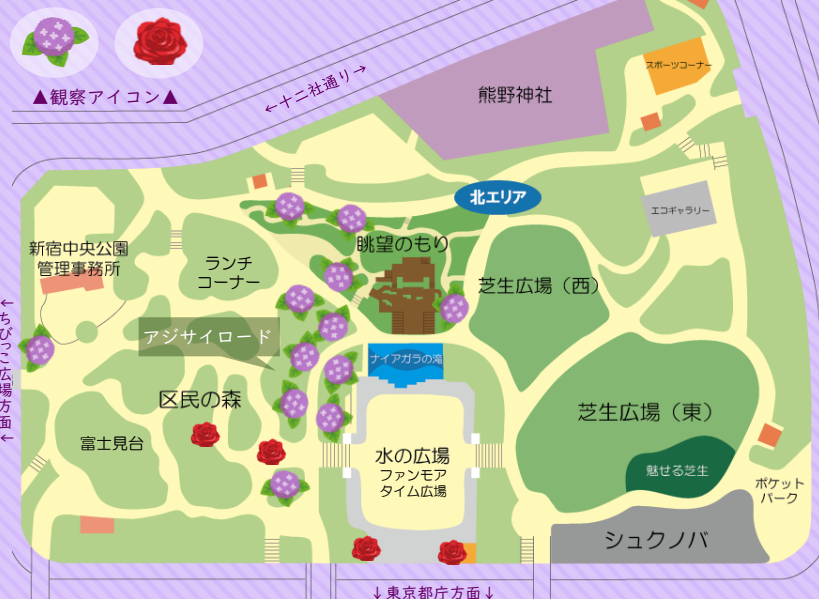 ▲観察アイコン▲
←十二社通り→
スポーツコーナー
熊野神社
北エリア
エコギャラリー
新宿中央公園
管理事務所
ランチ
コーナー
眺望のもり
芝生広場（西）
←ちびっこ広場方面←
アジサイロード
ナイアガラの滝
区民の森
芝生広場（東）
富士見台
水の広場
ファンモア
タイム広場
魅せる芝生
ポケット
パーク
シュクノバ
↓東京都庁方面↓